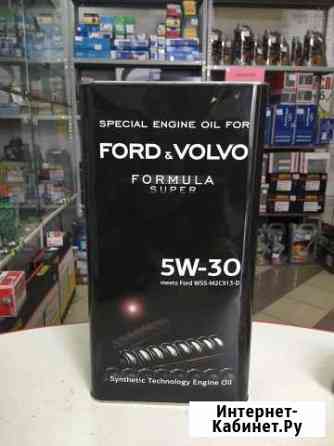 SPECIAL ENGINE OIL FOR
FORD & VOLVO
FORMULA
SUPER
5W-30
meets Ford WSS-M2C913-D
Synthetic Technology Engine Oil
Интернет-
Кабинет.Ру